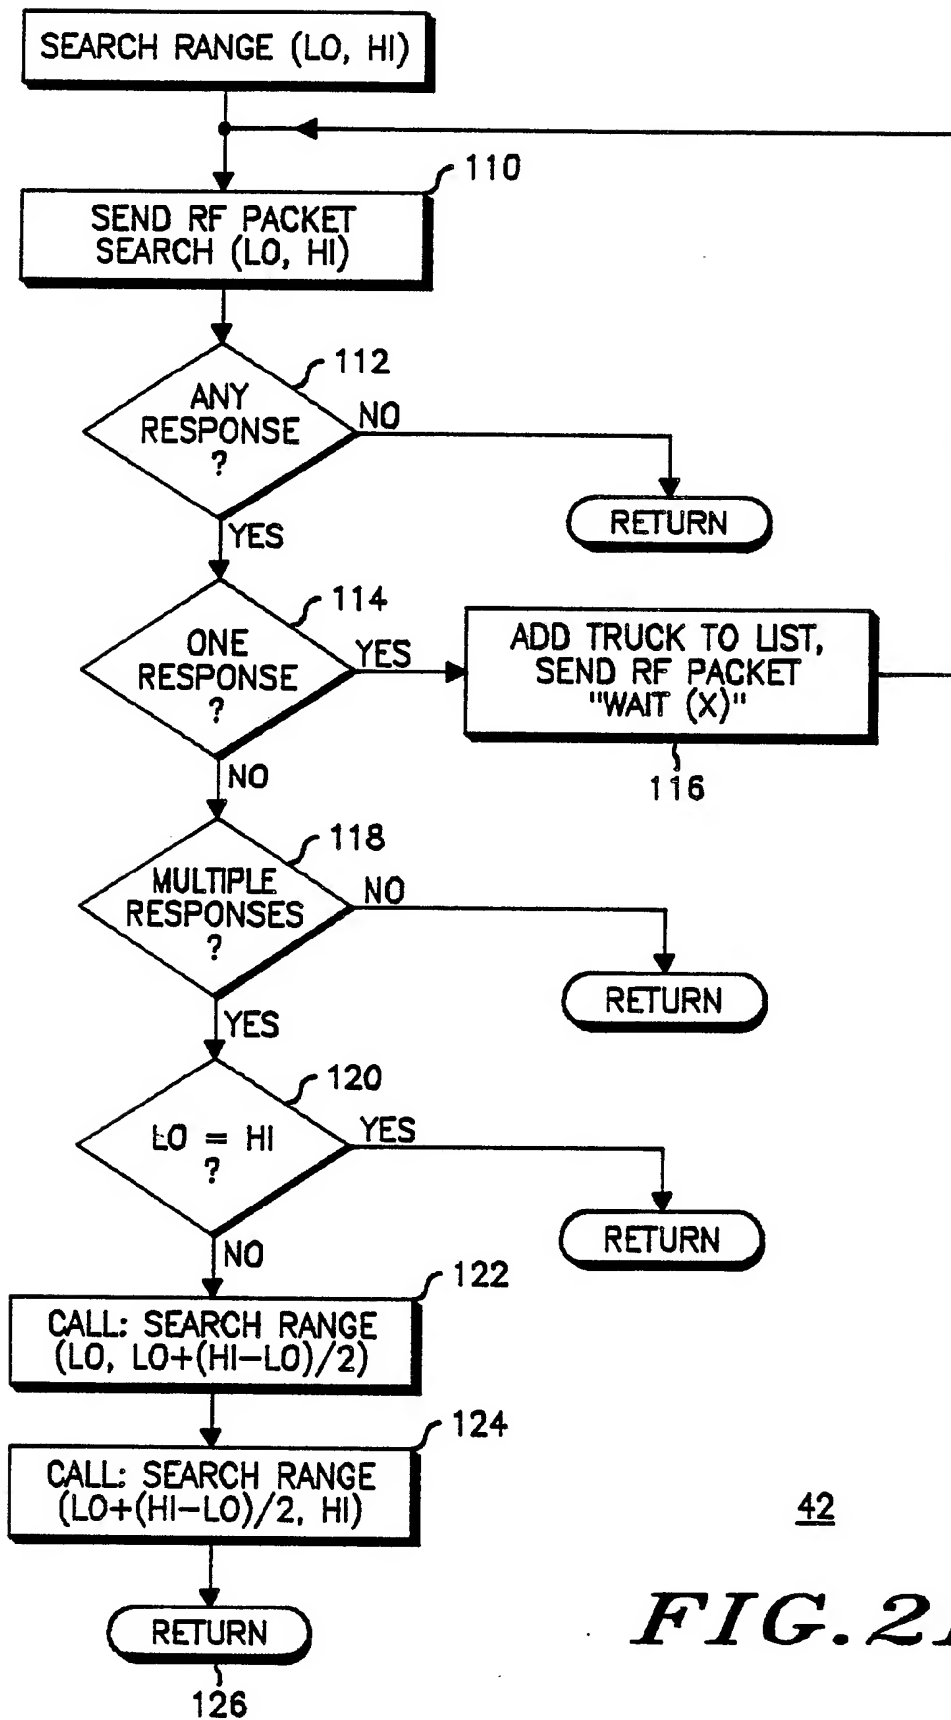 SEARCH RANGE (LO, HI)
110
SEND RF PACKET
SEARCH (LO, HI)
112
ANY
RESPONSE
?
NO
RETURN
YES
114
ONE
RESPONSE
?
YES
ADD TRUCK TO LIST,
SEND RF PACKET
"WAIT (X)"
116
NO
118
MULTIPLE
RESPONSES
?
NO
RETURN
YES
120
LO = HI
?
YES
RETURN
NO
122
CALL: SEARCH RANGE
(LO, LO+(HI-LO)/2)
124
CALL: SEARCH RANGE
(LO+(HI-LO)/2, HI)
42
RETURN
126
FIG.2